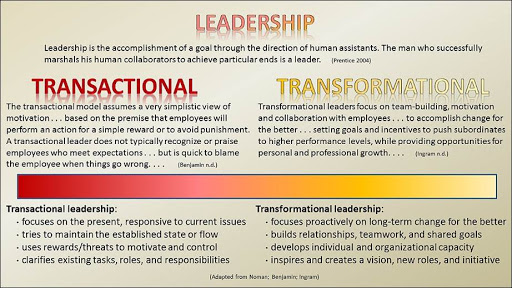 LEADERSHIP
Leadership is the accomplishment of a goal through the direction of human assistants. The man who successfully
marshals his human collaborators to achieve particular ends is a leader. (Prentice 2004)
TRANSACTIONAL
The transactional model assumes a very simplistic view of
motivation . . . based on the premise that employees will
perform an action for a simple reward or to avoid punishment.
A transactional leader does not typically recognize or praise
employees who meet expectations . . . but is quick to blame
the employee when things go wrong. . . . (Benjamin n.d.)
TRANSFORMATIONAL
Transformational leaders focus on team-building, motivation
and collaboration with employees . . . to accomplish change for
the better . . . setting goals and incentives to push subordinates
to higher performance levels, while providing opportunities for
personal and professional growth. . . . (Ingram n.d.)
Transactional leadership:
· focuses on the present, responsive to current issues
· tries to maintain the established state or flow
· uses rewards/threats to motivate and control
· clarifies existing tasks, roles, and responsibilities
Transformational leadership:
· focuses proactively on long-term change for the better
· builds relationships, teamwork, and shared goals
· develops individual and organizational capacity
· inspires and creates a vision, new roles, and initiative
(Adapted from Noman; Benjamin; Ingram)